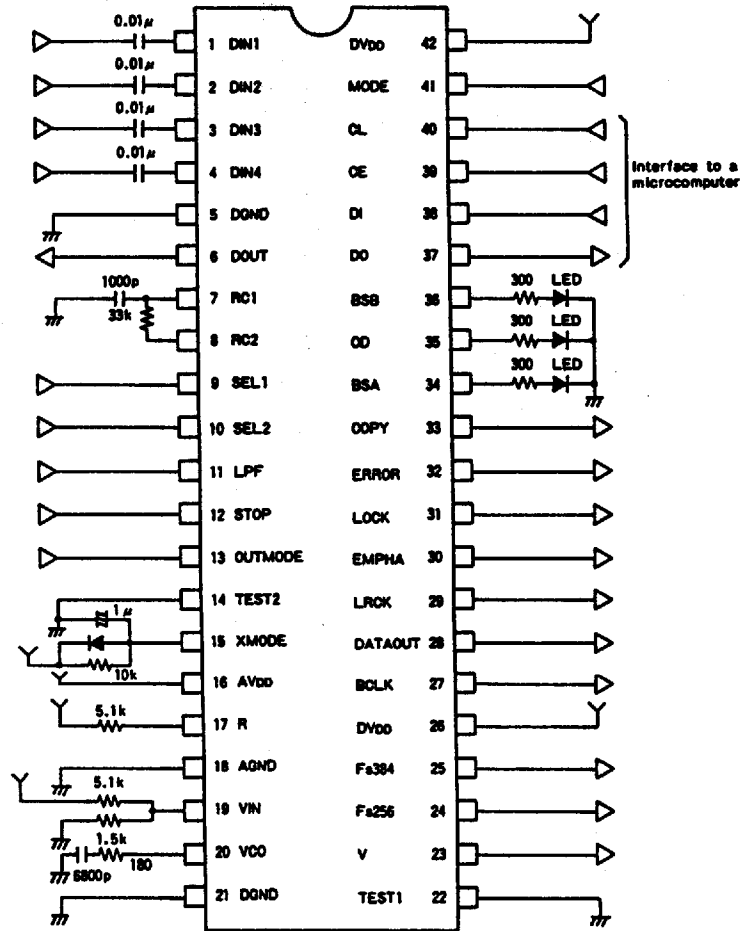 0.01μ
1 DIN1 DVDD 42
0.01μ
2 DIN2 MODE 41
0.01μ
3 DIN3 CL 40
0.01μ
4 DIN4 CE 39
Interface to a
microcomputer
5 DGND DI 38
6 DOUT DO 37
1000p
300 LED
7 RC1 BSB 36
33k
300 LED
8 RC2 OD 35
300 LED
9 SEL1 BSA 34
10 SEL2 COPY 33
11 LPF ERROR 32
12 STOP LOCK 31
13 OUTMODE EMPHA 30
14 TEST2 LRCK 29
1μ
15 XMODE DATAOUT 28
10k
16 AVDD BCLK 27
5.1k
17 R DVDD 26
18 AGND Fs384 25
5.1k
19 VIN Fs256 24
1.5k
20 VCO V 23
180
6800p
21 DGND TEST1 22